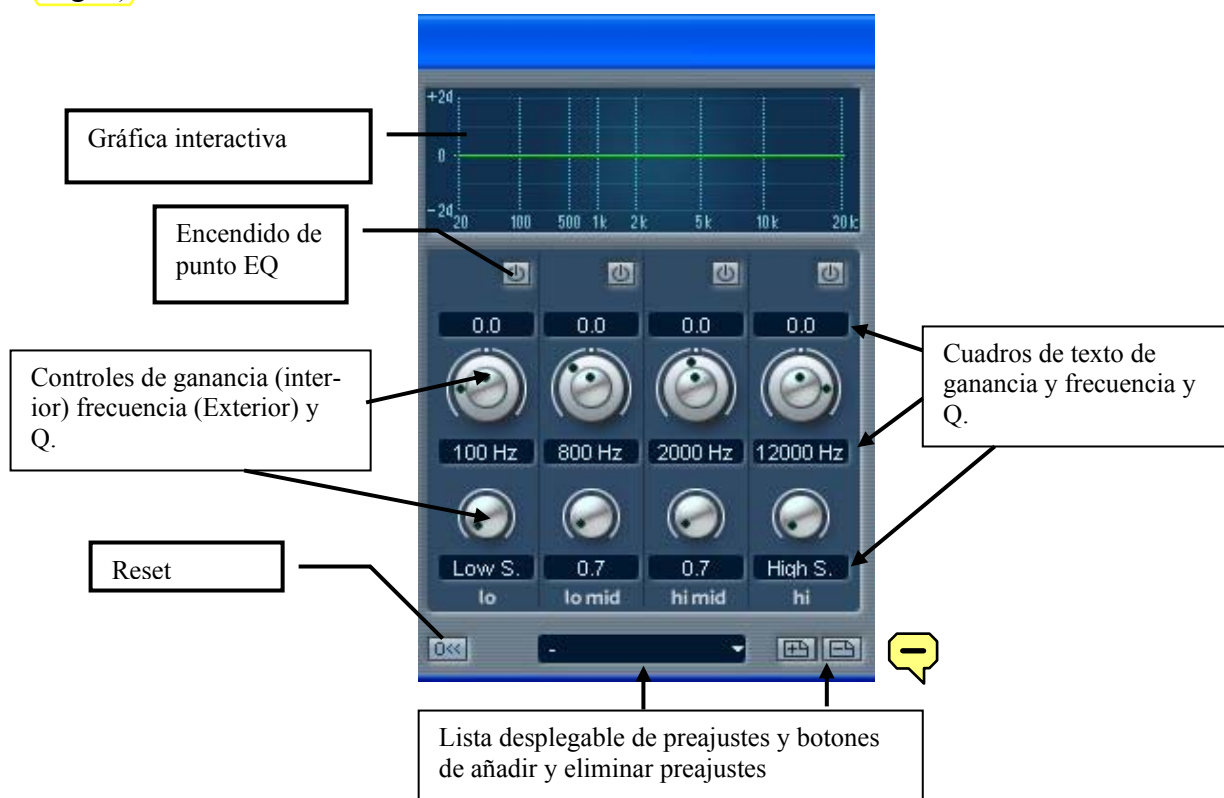 +24
0
-24
20 100 500 1k 2k 5k 10k 20k
Gráfica interactiva
Encendido de
punto EQ
0.0 0.0 0.0 0.0
Controles de ganancia (inter-
ior) frecuencia (Exterior) y
Q.
Cuadros de texto de
ganancia y frecuencia y
Q.
100 Hz 800 Hz 2000 Hz 12000 Hz
Low S. 0.7 0.7 High S.
lo lo mid hi mid hi
Reset
0<<
-
Lista desplegable de preajustes y botones
de añadir y eliminar preajustes